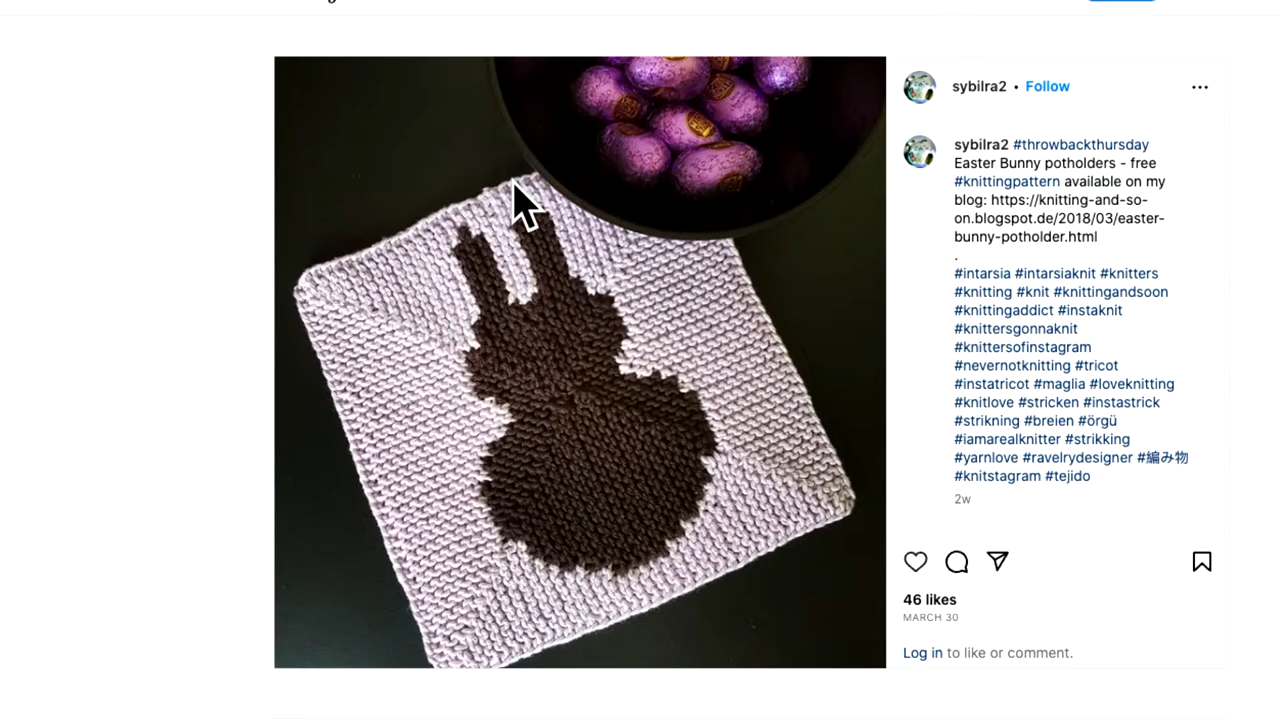 sybilra2 • Follow
sybilra2 #throwbackthursday
Easter Bunny potholders - free
#knittingpattern available on my
blog: https://knitting-and-so-
on.blogspot.de/2018/03/easter-
bunny-potholder.html
.
#intarsia #intarsiaknit #knitters
#knitting #knit #knittingandsoon
#knittingaddict #instaknit
#knittersgonnaknit
#knittersofinstagram
#nevernotknitting #tricot
#instatricot #maglia #loveknitting
#knitlove #stricken #instastrick
#strikning #breien #örgü
#iamarealknitter #strikking
#yarnlove #ravelrydesigner #編み物
#knitstagram #tejido
2w
46 likes
MARCH 30
Log in to like or comment.